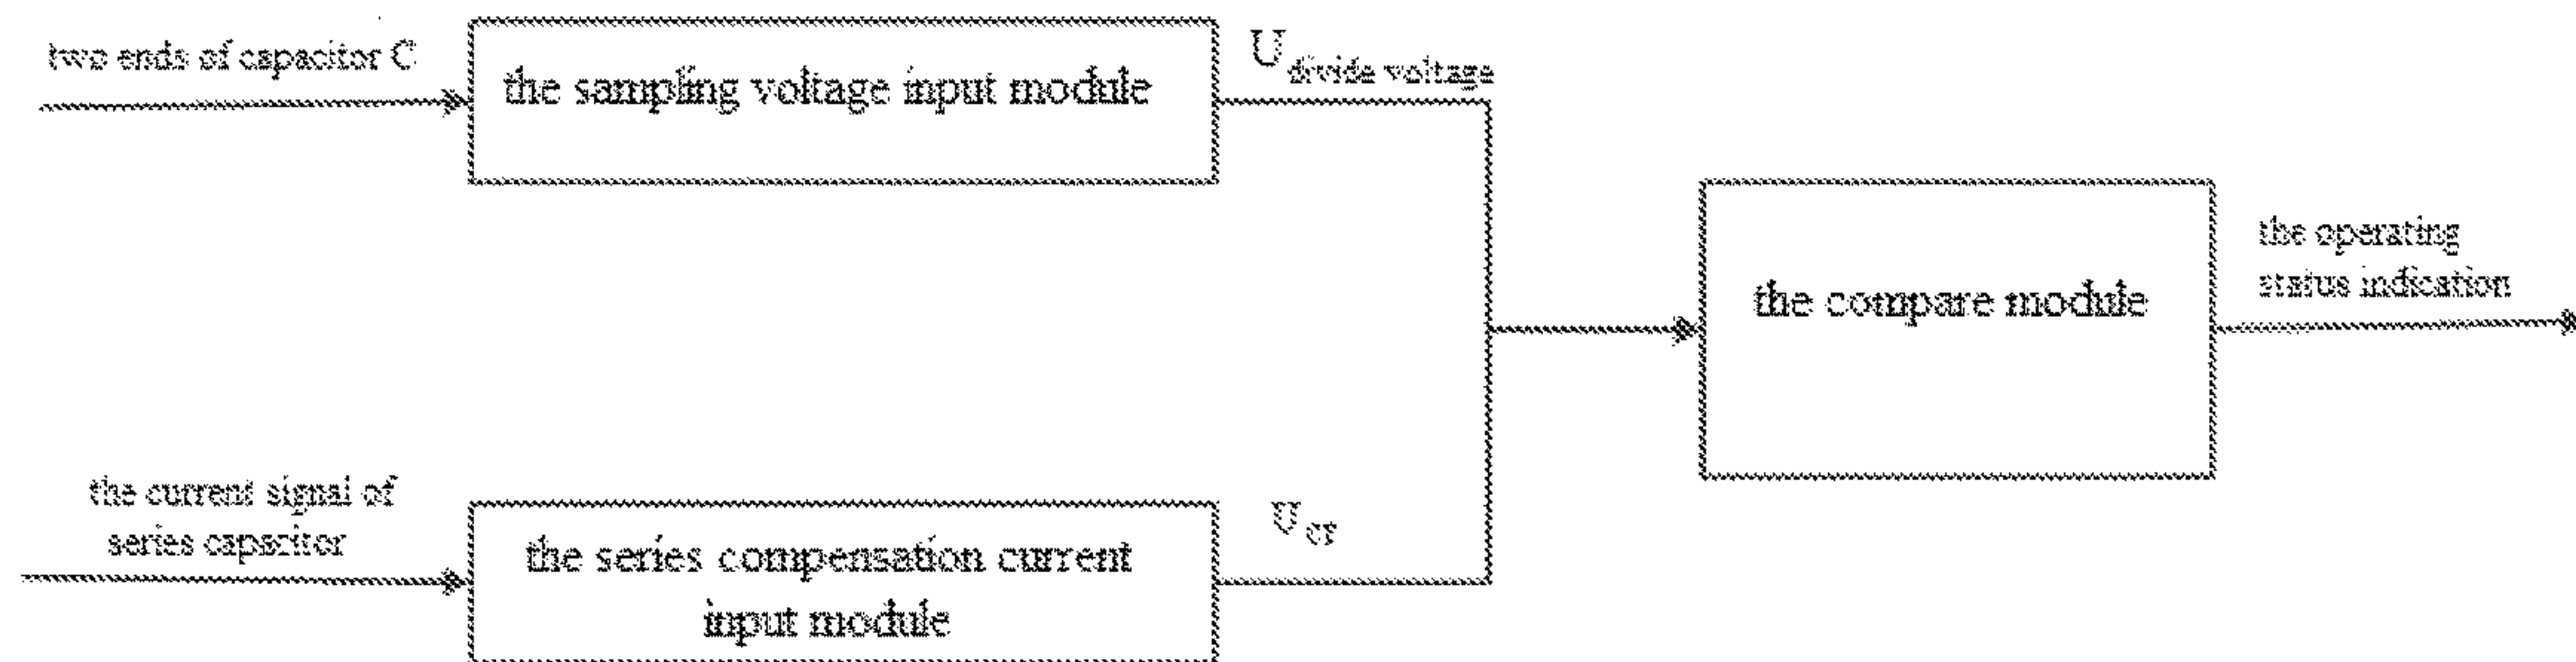 two ends of capacitor C
the sampling voltage input module
U divide voltage
the compare module
the operating
status indication
the current signal of
series capacitor
the series compensation current
input module
U CT